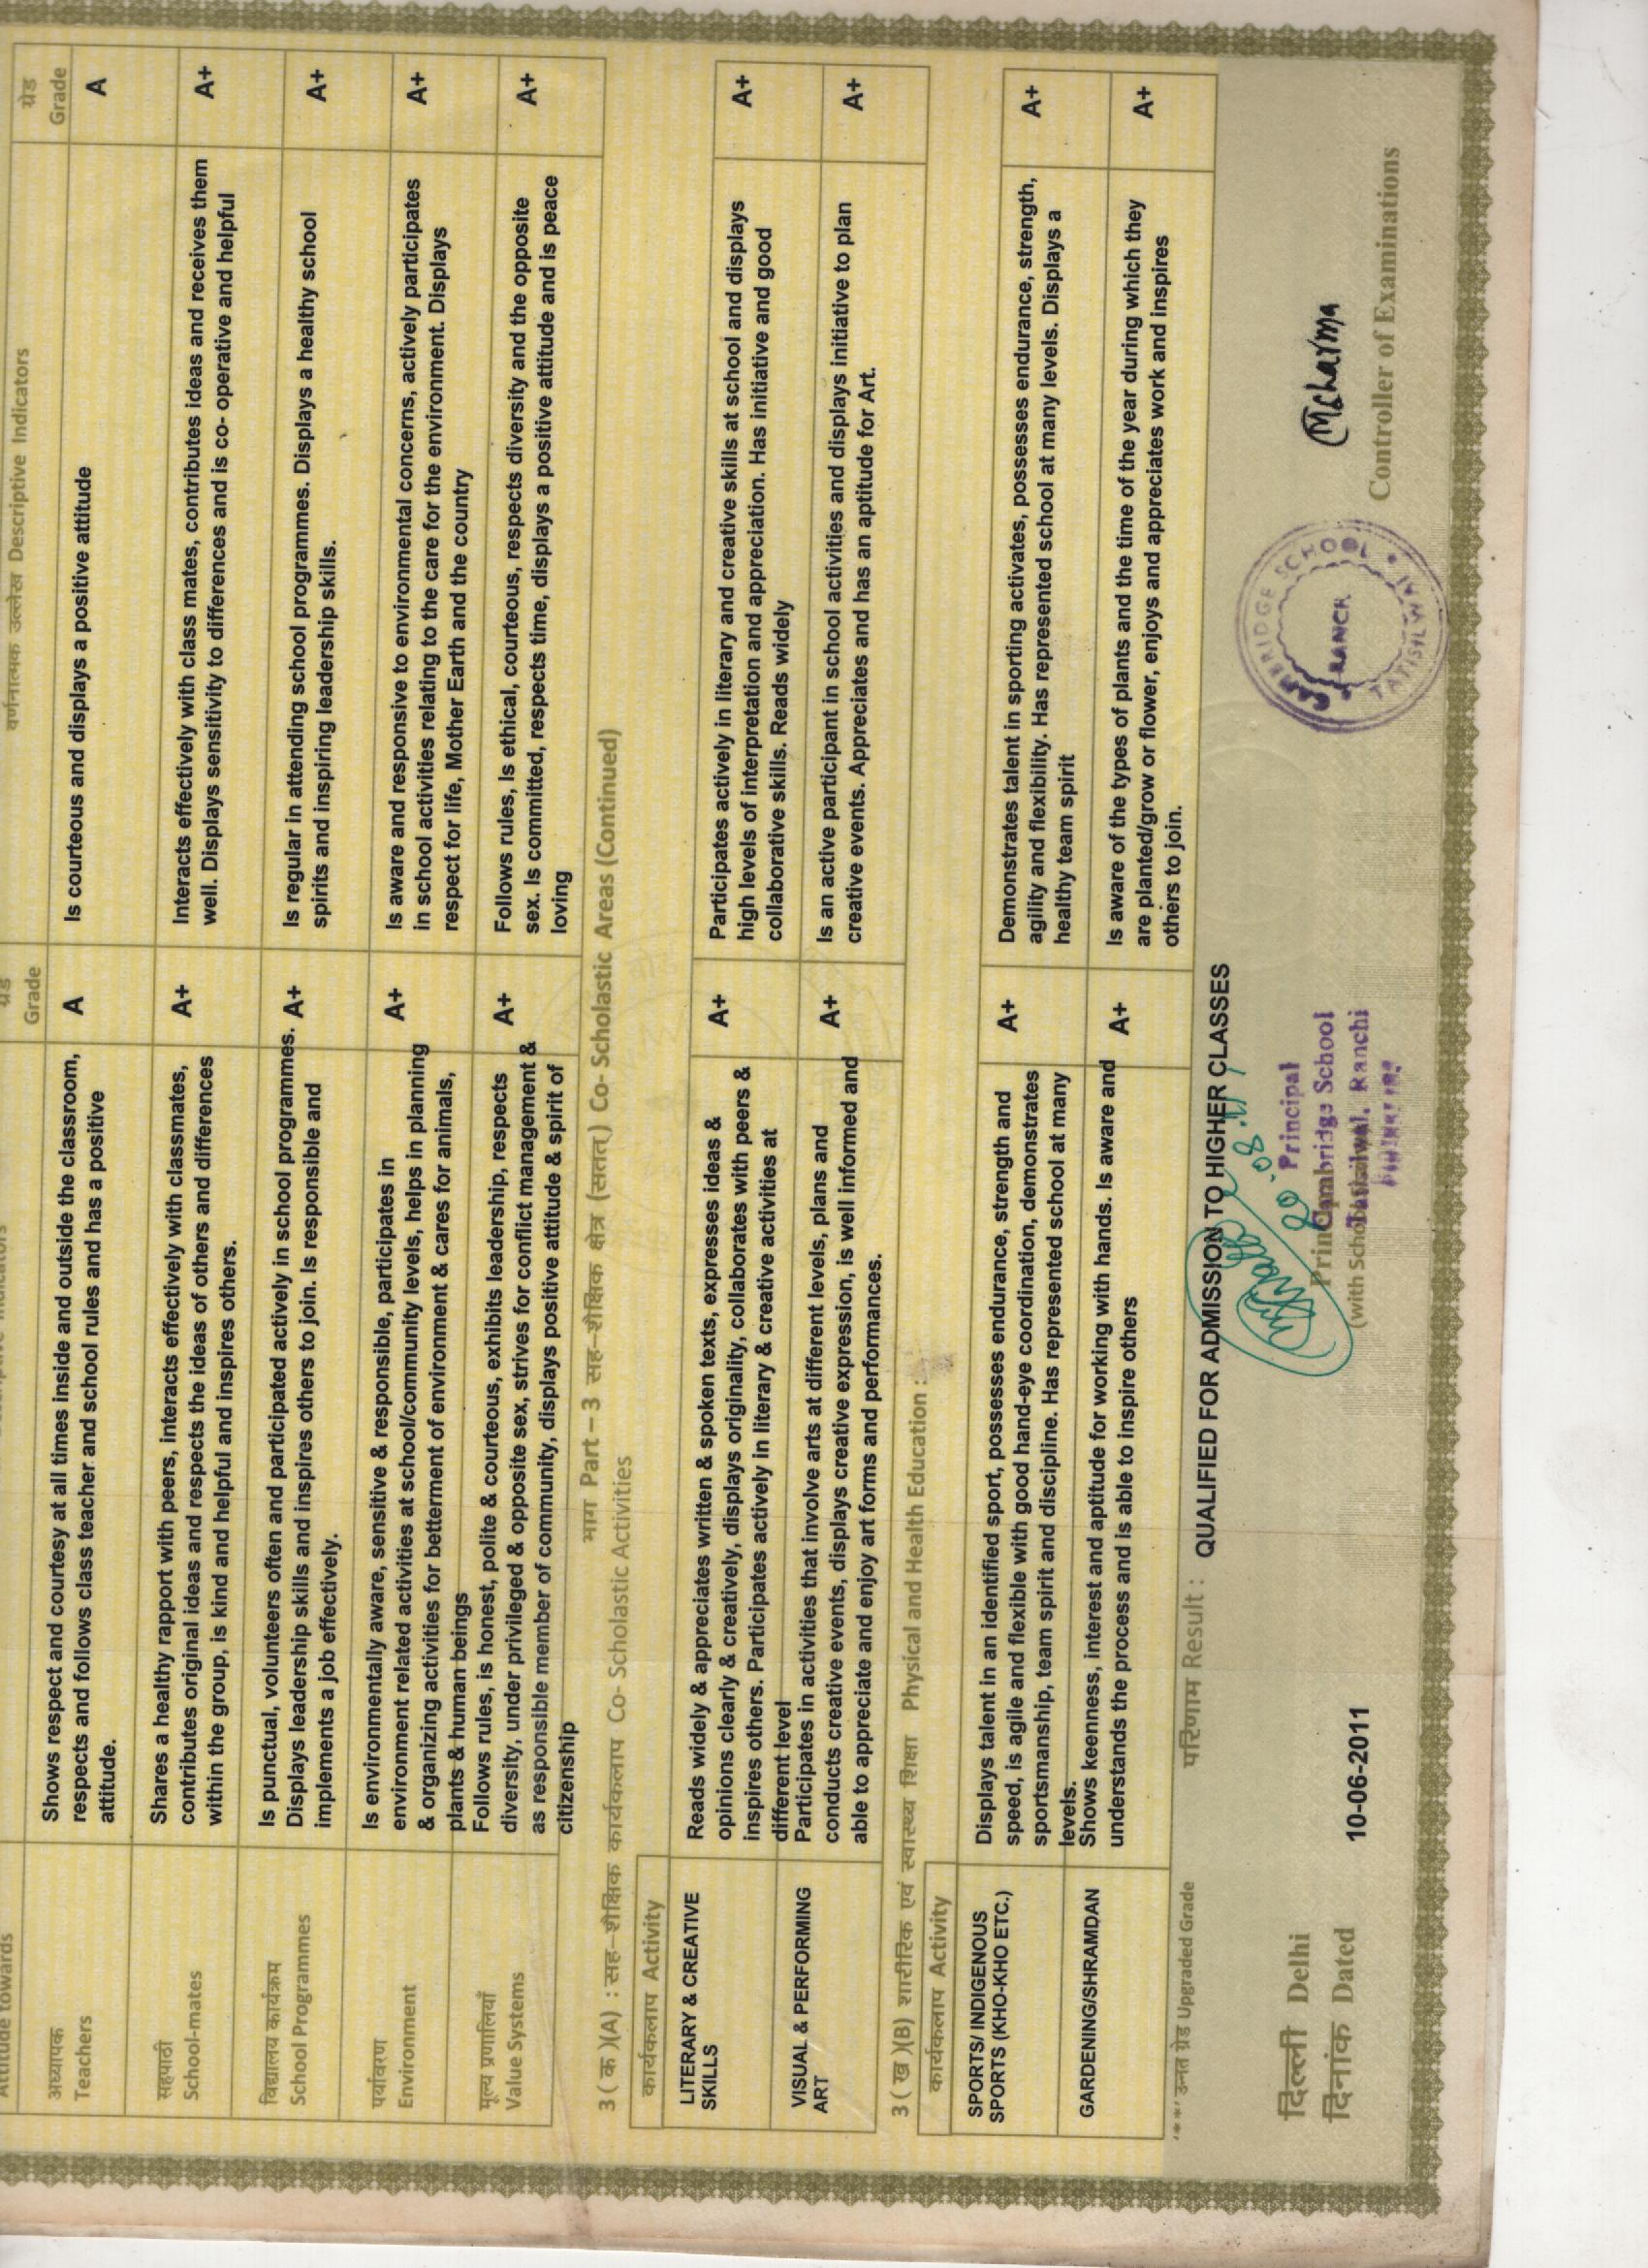 Attitude towards
ग्रेड
Grade
वर्णनात्मक उल्लेख Descriptive Indicators
ग्रेड
Grade
अध्यापक
Teachers
Shows respect and courtesy at all times inside and outside the classroom,
respects and follows class teacher and school rules and has a positive
attitude.
A
Is courteous and displays a positive attitude
A
सहपाठी
School-mates
Shares a healthy rapport with peers, interacts effectively with classmates,
contributes original ideas and respects the ideas of others and differences
within the group, is kind and helpful and inspires others.
A+
Interacts effectively with class mates, contributes ideas and receives them
well. Displays sensitivity to differences and is co- operative and helpful
A+
विद्यालय कार्यक्रम
School Programmes
Is punctual, volunteers often and participated actively in school programmes.
Displays leadership skills and inspires others to join. Is responsible and
implements a job effectively.
A+
Is regular in attending school programmes. Displays a healthy school
spirits and inspiring leadership skills.
A+
पर्यावरण
Environment
Is environmentally aware, sensitive & responsible, participates in
environment related activities at school/community levels, helps in planning
& organizing activities for betterment of environment & cares for animals,
plants & human beings
A+
Is aware and responsive to environmental concerns, actively participates
in school activities relating to the care for the environment. Displays
respect for life, Mother Earth and the country
A+
मूल्य प्रणालियाँ
Value Systems
Follows rules, is honest, polite & courteous, exhibits leadership, respects
diversity, under privileged & opposite sex, strives for conflict management &
as responsible member of community, displays positive attitude & spirit of
citizenship
A+
Follows rules, Is ethical, courteous, respects diversity and the opposite
sex. Is committed, respects time, displays a positive attitude and is peace
loving
A+
भाग Part – 3 सह-शैक्षिक क्षेत्र (सतत्) Co- Scholastic Areas (Continued)
3 ( क )(A) : सह-शैक्षिक कार्यकलाप Co- Scholastic Activities
कार्यकलाप Activity
LITERARY & CREATIVE
SKILLS
Reads widely & appreciates written & spoken texts, expresses ideas &
opinions clearly & creatively, displays originality, collaborates with peers &
inspires others. Participates actively in literary & creative activities at
different level
A+
Participates actively in literary and creative skills at school and displays
high levels of interpretation and appreciation. Has initiative and good
collaborative skills. Reads widely
A+
VISUAL & PERFORMING
ART
Participates in activities that involve arts at different levels, plans and
conducts creative events, displays creative expression, is well informed and
able to appreciate and enjoy art forms and performances.
A+
Is an active participant in school activities and displays initiative to plan
creative events. Appreciates and has an aptitude for Art.
A+
3 ( ख )(B) शारीरिक एवं स्वास्थ्य शिक्षा Physical and Health Education :
कार्यकलाप Activity
SPORTS/ INDIGENOUS
SPORTS (KHO-KHO ETC.)
Displays talent in an identified sport, possesses endurance, strength and
speed, is agile and flexible with good hand-eye coordination, demonstrates
sportsmanship, team spirit and discipline. Has represented school at many
levels.
A+
Demonstrates talent in sporting activates, possesses endurance, strength,
agility and flexibility. Has represented school at many levels. Displays a
healthy team spirit
A+
GARDENING/SHRAMDAN
Shows keenness, interest and aptitude for working with hands. Is aware and
understands the process and is able to inspire others
A+
Is aware of the types of plants and the time of the year during which they
are planted/grow or flower, enjoys and appreciates work and inspires
others to join.
A+
'**' उन्नत ग्रेड Upgraded Grade
परिणाम Result : QUALIFIED FOR ADMISSION TO HIGHER CLASSES
दिल्ली Delhi
दिनांक Dated 10-06-2011
20.08.11
Principal
Cambridge School
Tatisilwai, Ranchi
(with School
CAMBRIDGE SCHOOL
RANCHI
TATISILWAI
MSharma
Controller of Examinations